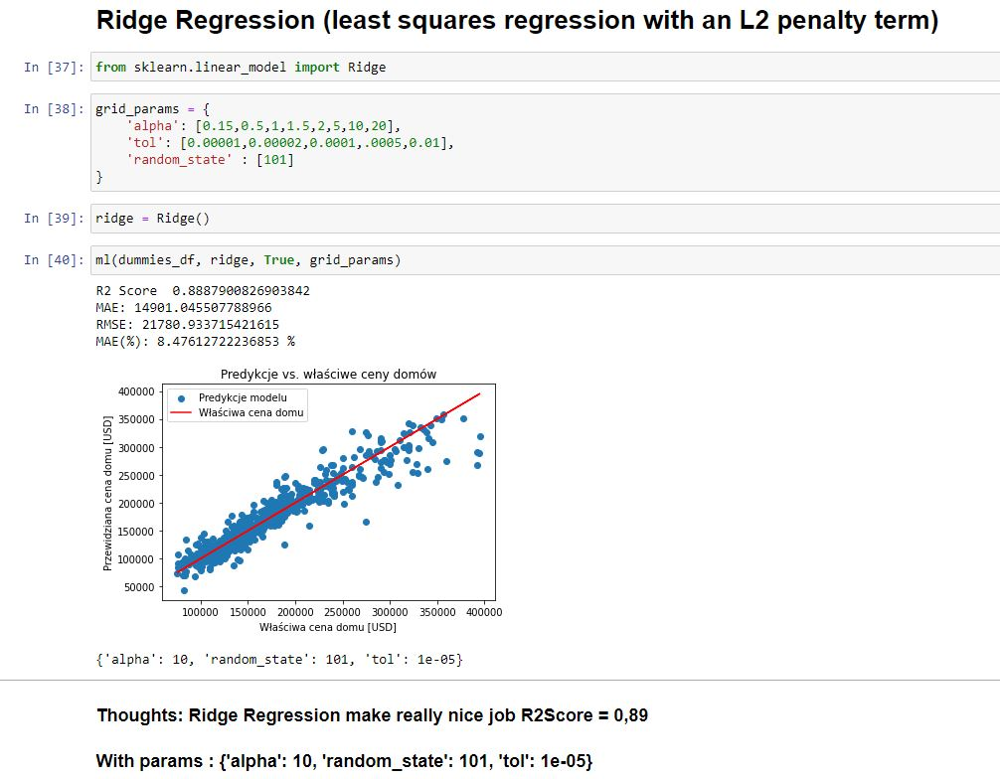 Ridge Regression (least squares regression with an L2 penalty term)
In [37]: from sklearn.linear_model import Ridge
In [38]: grid_params = {
'alpha': [0.15,0.5,1,1.5,2,5,10,20],
'tol': [0.00001,0.00002,0.0001,.0005,0.01],
'random_state' : [101]
}
In [39]: ridge = Ridge()
In [40]: ml(dummies_df, ridge, True, grid_params)
R2 Score  0.8887900826903842
MAE: 14901.045507788966
RMSE: 21780.933715421615
MAE(%): 8.47612722236853 %
Predykcje vs. właściwe ceny domów
Predykcje modelu
Właściwa cena domu
Przewidziana cena domu [USD]
400000
350000
300000
250000
200000
150000
100000
50000
100000 150000 200000 250000 300000 350000 400000
Właściwa cena domu [USD]
{'alpha': 10, 'random_state': 101, 'tol': 1e-05}
Thoughts: Ridge Regression make really nice job R2Score = 0,89
With params : {'alpha': 10, 'random_state': 101, 'tol': 1e-05}